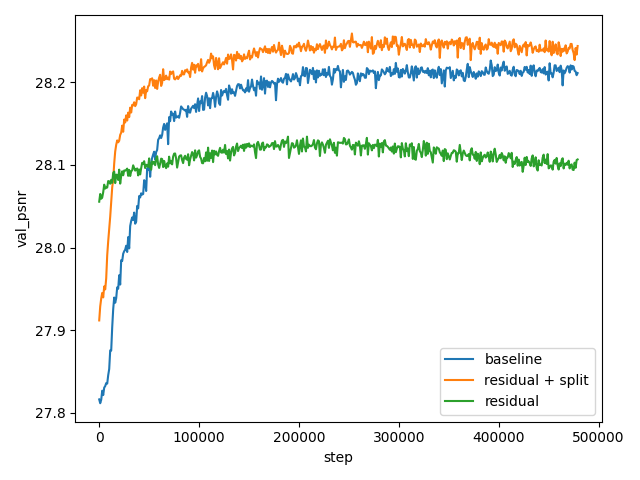 val_psnr
28.2
28.1
28.0
27.9
27.8
0
100000
200000
300000
400000
500000
step
baseline
residual + split
residual